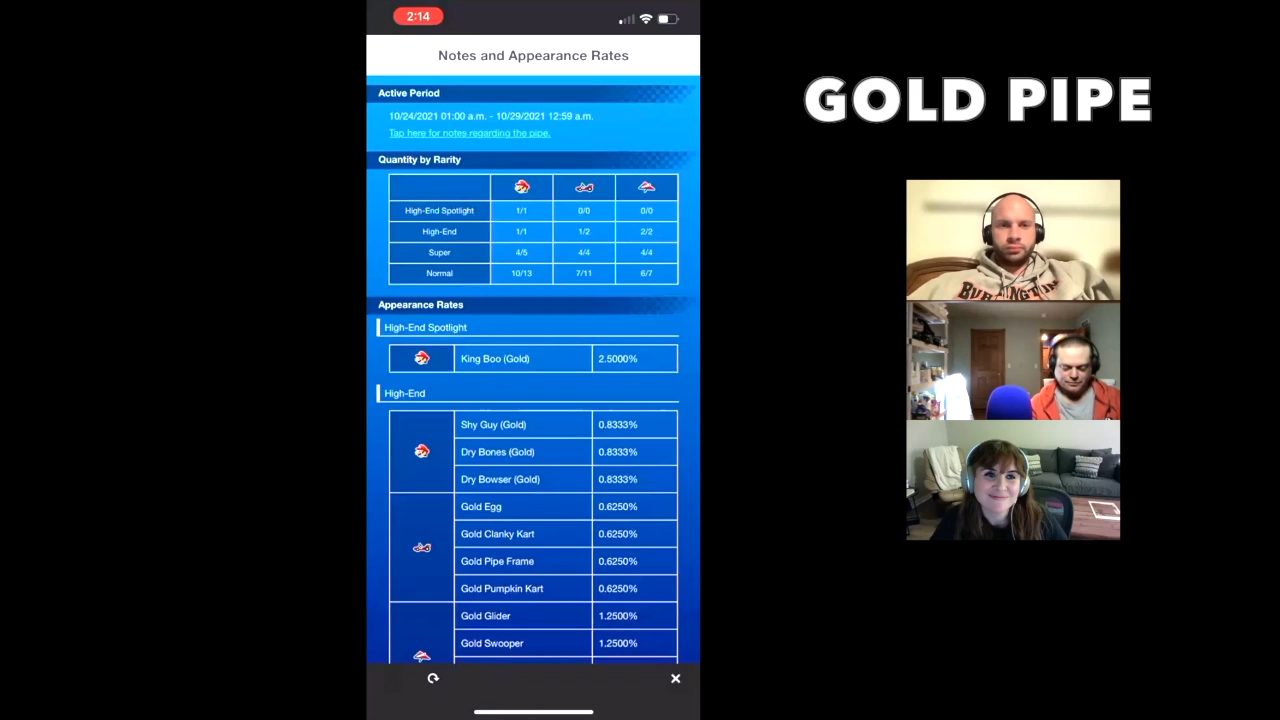 2:14
Notes and Appearance Rates
GOLD PIPE
Active Period
10/24/2021 01:00 a.m. - 10/29/2021 12:59 a.m.
Tap here for notes regarding the pipe.
Quantity by Rarity
High-End Spotlight 1/1 0/0 0/0
High-End 1/1 1/2 2/2
Super 4/5 4/4 4/4
Normal 10/13 7/11 6/7
Appearance Rates
High-End Spotlight
King Boo (Gold) 2.5000%
High-End
Shy Guy (Gold) 0.8333%
Dry Bones (Gold) 0.8333%
Dry Bowser (Gold) 0.8333%
Gold Egg 0.6250%
Gold Clanky Kart 0.6250%
Gold Pipe Frame 0.6250%
Gold Pumpkin Kart 0.6250%
Gold Glider 1.2500%
Gold Swooper 1.2500%